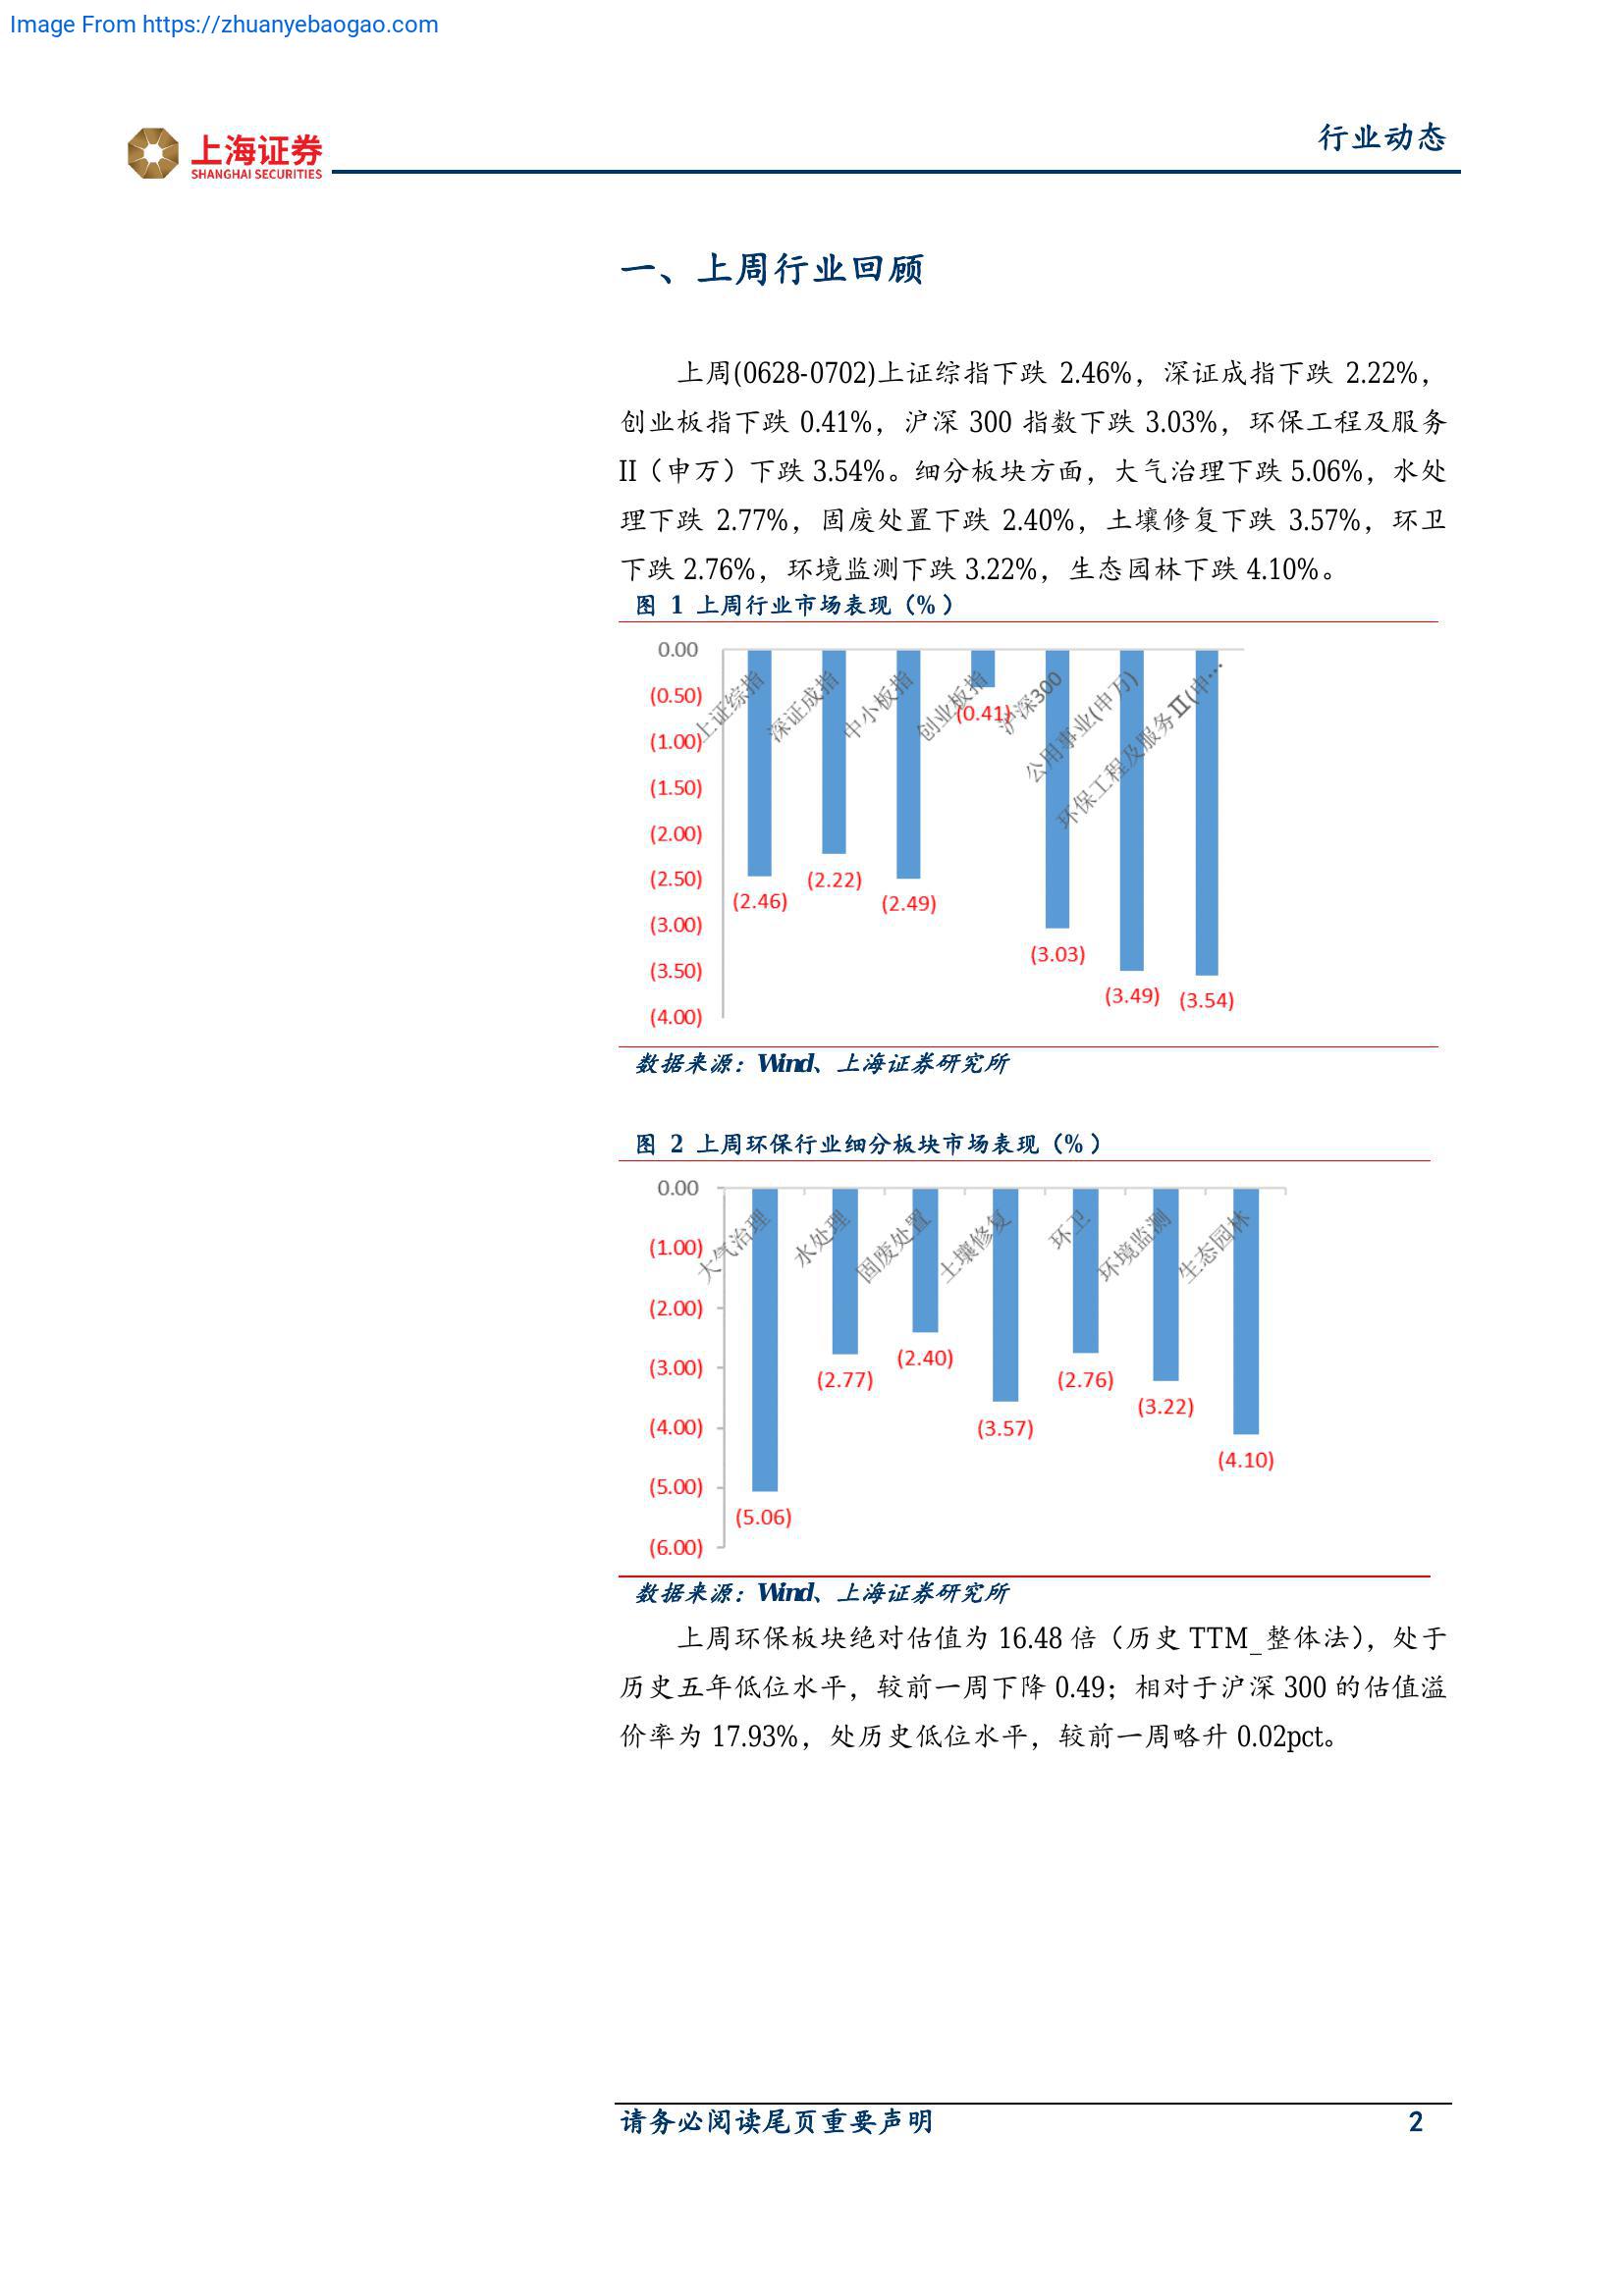 Image From https://zhuanyebaogao.com
上海证券
SHANGHAI SECURITIES
行业动态
一、上周行业回顾
上周(0628-0702)上证综指下跌 2.46%，深证成指下跌 2.22%，
创业板指下跌 0.41%，沪深 300 指数下跌 3.03%，环保工程及服务
II（申万）下跌 3.54%。细分板块方面，大气治理下跌 5.06%，水处
理下跌 2.77%，固废处置下跌 2.40%，土壤修复下跌 3.57%，环卫
下跌 2.76%，环境监测下跌 3.22%，生态园林下跌 4.10%。
图 1 上周行业市场表现（%）
0.00
(0.50)
(1.00)
(1.50)
(2.00)
(2.50)
(3.00)
(3.50)
(4.00)
上证综指
深证成指
中小板指
创业板指
沪深300
公用事业(申万)
环保工程及服务Ⅱ(申…
(2.46)
(2.22)
(2.49)
(0.41)
(3.03)
(3.49)
(3.54)
数据来源：Wind、上海证券研究所
图 2 上周环保行业细分板块市场表现（%）
0.00
(1.00)
(2.00)
(3.00)
(4.00)
(5.00)
(6.00)
大气治理
水处理
固废处置
土壤修复
环卫
环境监测
生态园林
(5.06)
(2.77)
(2.40)
(3.57)
(2.76)
(3.22)
(4.10)
数据来源：Wind、上海证券研究所
上周环保板块绝对估值为 16.48 倍（历史 TTM_整体法），处于
历史五年低位水平，较前一周下降 0.49；相对于沪深 300 的估值溢
价率为 17.93%，处历史低位水平，较前一周略升 0.02pct。
请务必阅读尾页重要声明
2